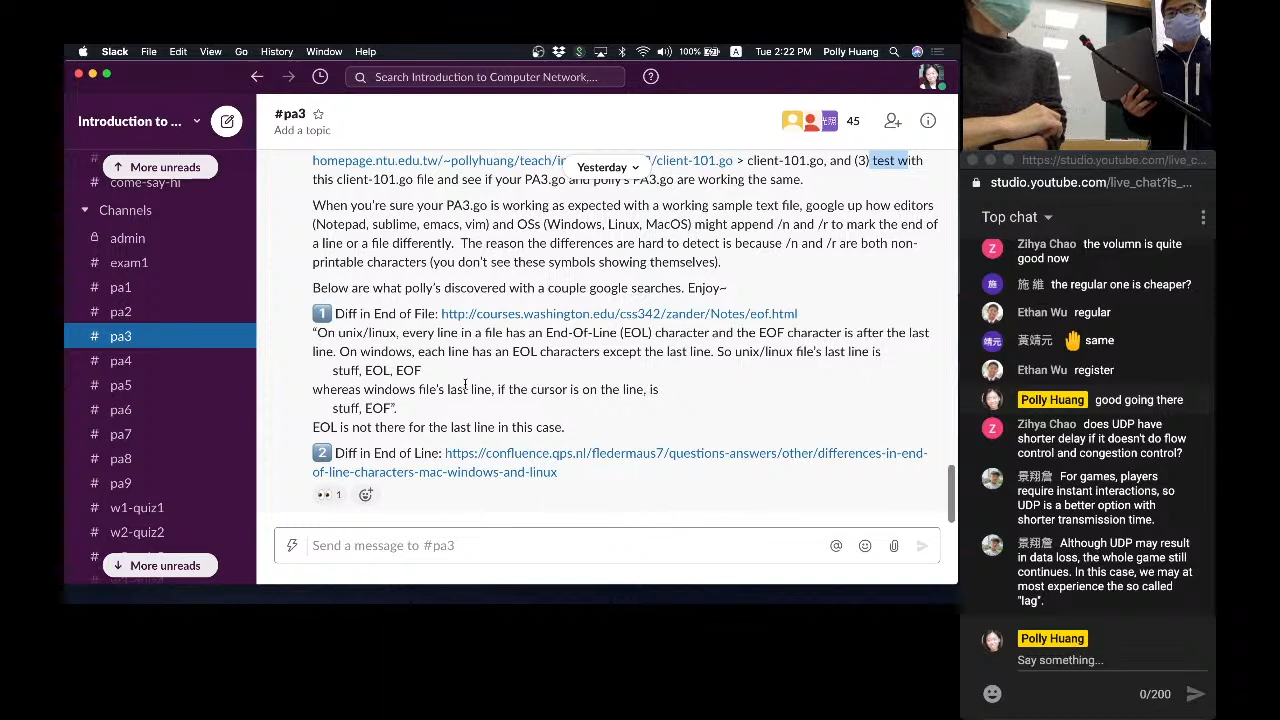 Slack File Edit View Go History Window Help
100% A Tue 2:22 PM Polly Huang
Search Introduction to Computer Network,...
Introduction to ...
More unreads
come-say-hi
Channels
admin
# exam1
# pa1
# pa2
# pa3
# pa4
# pa5
# pa6
# pa7
# pa8
# pa9
# w1-quiz1
# w2-quiz2
#
More unreads
#pa3
Add a topic
45
Yesterday
/client-101.go > client-101.go, and (3) test with
this client-101.go file and see if your PA3.go and polly's PA3.go are working the same.
When you're sure your PA3.go is working as expected with a working sample text file, google up how editors
(Notepad, sublime, emacs, vim) and OSs (Windows, Linux, MacOS) might append /n and /r to mark the end of
a line or a file differently. The reason the differences are hard to detect is because /n and /r are both non-
printable characters (you don't see these symbols showing themselves).
Below are what polly's discovered with a couple google searches. Enjoy~
1 Diff in End of File: http://courses.washington.edu/css342/zander/Notes/eof.html
“On unix/linux, every line in a file has an End-Of-Line (EOL) character and the EOF character is after the last
line. On windows, each line has an EOL characters except the last line. So unix/linux file's last line is
stuff, EOL, EOF
whereas windows file's last line, if the cursor is on the line, is
stuff, EOF”.
EOL is not there for the last line in this case.
2 Diff in End of Line: https://confluence.qps.nl/fledermaus7/questions-answers/other/differences-in-end-
of-line-characters-mac-windows-and-linux
1
Send a message to #pa3
https://studio.youtube.com/live_c...
studio.youtube.com/live_chat?is_...
Top chat
Z Zihya Chao the volumn is quite
good now
施 施 維 the regular one is cheaper?
Ethan Wu regular
靖元 黃靖元 same
Ethan Wu register
Polly Huang good going there
Z Zihya Chao does UDP have
shorter delay if it doesn't do flow
control and congestion control?
景翔詹 For games, players
require instant interactions, so
UDP is a better option with
shorter transmission time.
景翔詹 Although UDP may result
in data loss, the whole game still
continues. In this case, we may at
most experience the so called
"lag".
Polly Huang
Say something...
0/200